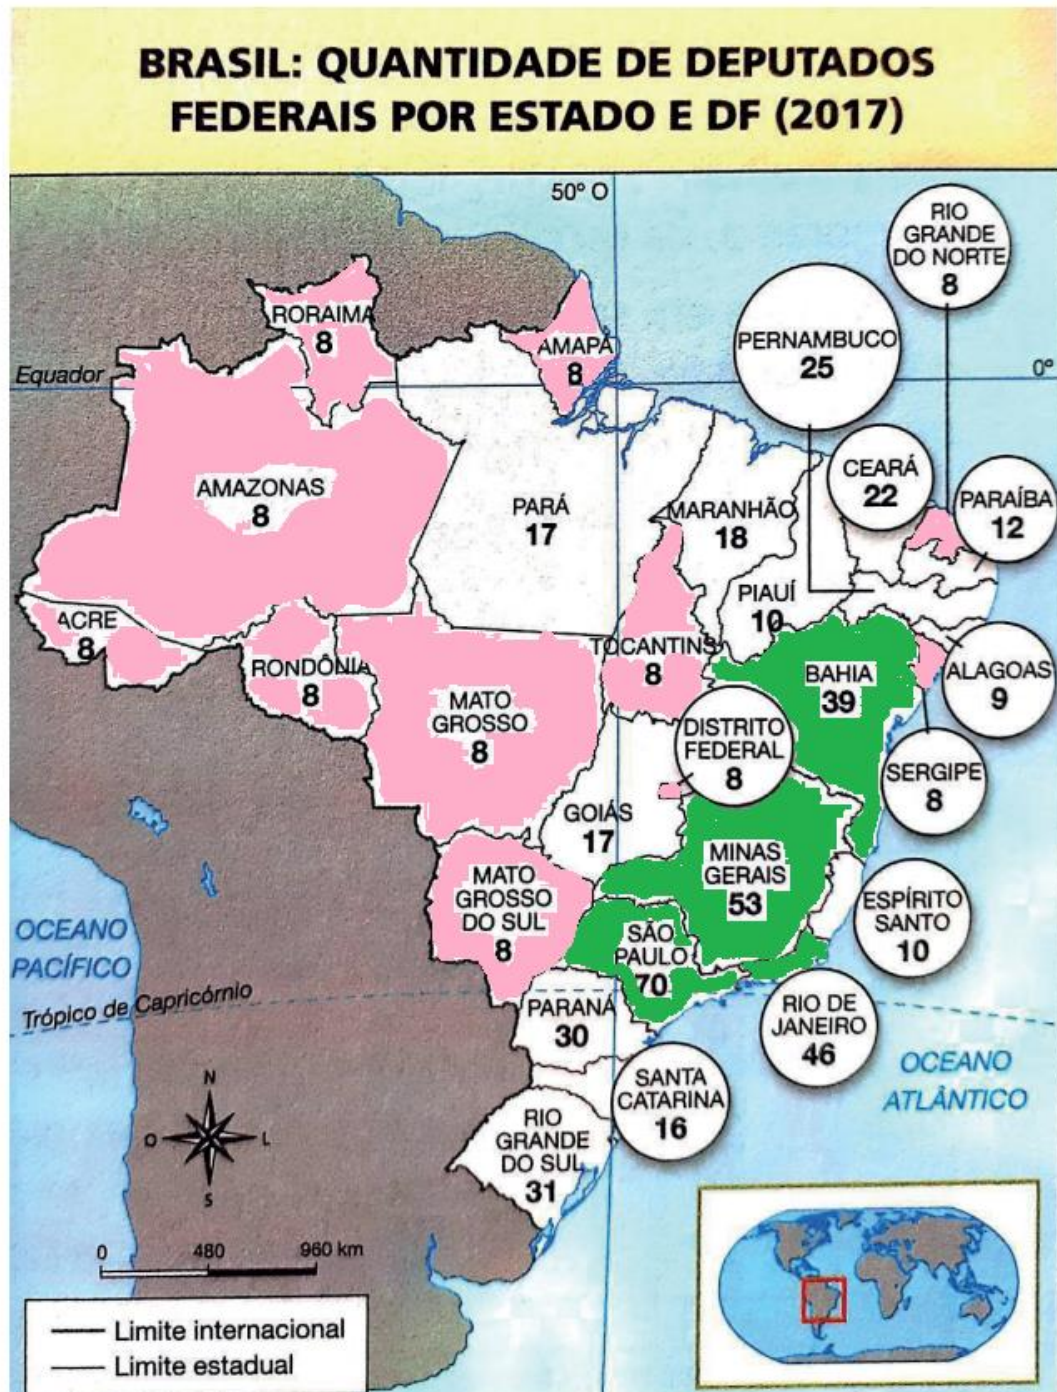 BRASIL: QUANTIDADE DE DEPUTADOS
FEDERAIS POR ESTADO E DF (2017)
50º O
RIO
GRANDE
DO NORTE
8
RORAIMA
8
AMAPÁ
8
PERNAMBUCO
25
Equador
0º
CEARÁ
22
PARAÍBA
12
AMAZONAS
8
PARÁ
17
MARANHÃO
18
PIAUÍ
10
ACRE
8
RONDÔNIA
8
TOCANTINS
8
MATO
GROSSO
8
BAHIA
39
ALAGOAS
9
DISTRITO
FEDERAL
8
SERGIPE
8
GOIÁS
17
MINAS
GERAIS
53
MATO
GROSSO
DO SUL
8
ESPÍRITO
SANTO
10
SÃO
PAULO
70
OCEANO
PACÍFICO
Trópico de Capricórnio
PARANÁ
30
RIO DE
JANEIRO
46
OCEANO
ATLÂNTICO
SANTA
CATARINA
16
RIO
GRANDE
DO SUL
31
N
O
L
S
0 480 960 km
Limite internacional
Limite estadual